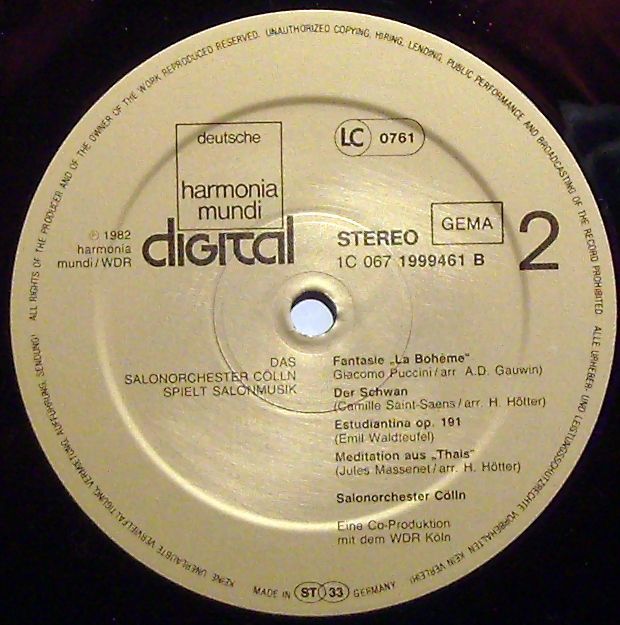 ALL RIGHTS OF THE PRODUCER AND OF THE OWNER OF THE WORK REPRODUCED RESERVED. UNAUTHORIZED COPYING, HIRING, LENDING, PUBLIC PERFORMANCE AND BROADCASTING OF THE RECORD PROHIBITED.
ALLE URHEBER- UND LEISTUNGSSCHUTZRECHTE VORBEHALTEN KEIN VERLEIH!
KEINE UNERLAUBTE VERVIELFÄLTIGUNG, VERMIETUNG, AUFFÜHRUNG, SENDUNG!
deutsche
harmonia
mundi
digital
LC 0761
℗ 1982
harmonia
mundi/WDR
STEREO
GEMA
2
1C 067 1999461 B
DAS
SALONORCHESTER CÖLLN
SPIELT SALONMUSIK
Fantasie „La Bohème"
Giacomo Puccini/arr. A.D. Gauwin)
Der Schwan
(Camille Saint-Saens/arr. H. Hötter)
Estudiantina op. 191
(Emil Waldteufel)
Meditation aus „Thais"
(Jules Massenet/arr. H. Hötter)
Salonorchester Cölln
Eine Co-Produktion
mit dem WDR Köln
MADE IN ST 33 GERMANY